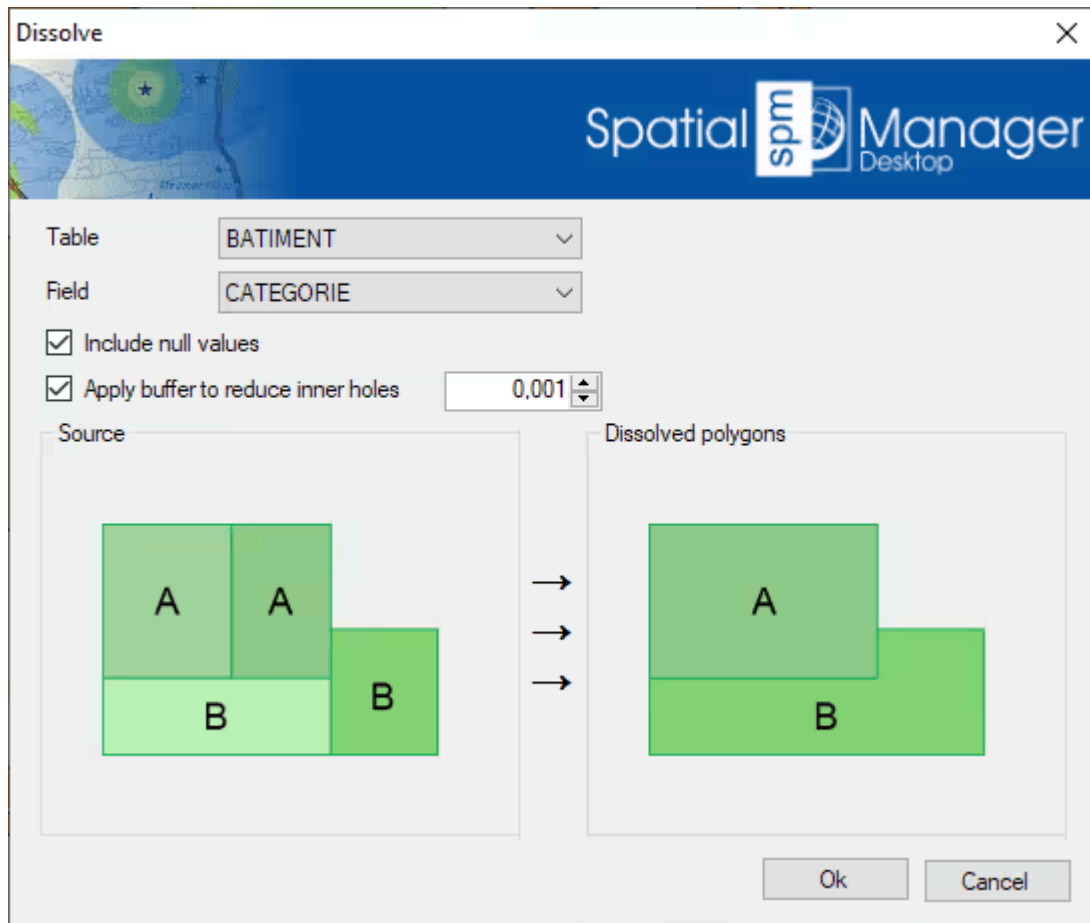 Dissolve
Spatial spm Manager
Desktop
Table BATIMENT
Field CATEGORIE
Include null values
Apply buffer to reduce inner holes 0,001
Source Dissolved polygons
A A A
B B B
Ok Cancel